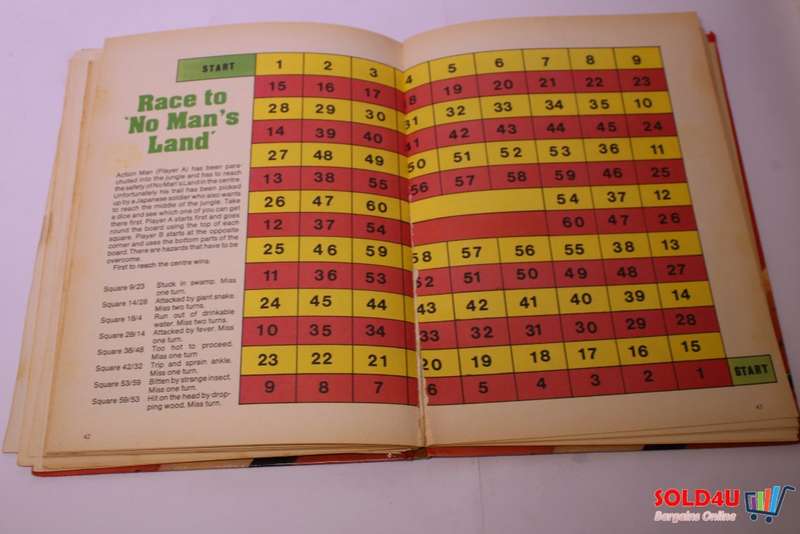 START
Race to
'No Man's
Land'
Action Man (Player A) has been para-
chuted into the jungle and has to reach
the safety of No Man's Land in the centre.
Unfortunately his trail has been picked
up by a Japanese soldier who also wants
to reach the middle of the jungle. Take
a dice and see which one of you can get
there first. Player A starts first and goes
round the board using the top of each
square. Player B starts at the opposite
corner and uses the bottom parts of the
board. There are hazards that have to be
overcome.
First to reach the centre wins.
Square 9/23 Stuck in swamp. Miss
one turn.
Square 14/28 Attacked by giant snake.
Miss two turns.
Square 18/4 Run out of drinkable
water. Miss two turns.
Square 28/14 Attacked by fever. Miss
one turn.
Square 38/48 Too hot to proceed.
Miss one turn
Square 42/32 Trip and sprain ankle.
Miss one turn.
Square 53/59 Bitten by strange insect.
Miss one turn.
Square 59/53 Hit on the head by drop-
ping wood. Miss turn.
42
1 2 3 4 5 6 7 8 9
15 16 17 18 19 20 21 22 23
28 29 30 31 32 33 34 35 10
14 39 40 41 42 43 44 45 24
27 48 49 50 51 52 53 36 11
13 38 55 56 57 58 59 46 25
26 47 60 54 37 12
12 37 54 60 47 26
25 46 59 58 57 56 55 38 13
11 36 53 52 51 50 49 48 27
24 45 44 43 42 41 40 39 14
10 35 34 33 32 31 30 29 28
23 22 21 20 19 18 17 16 15
9 8 7 6 5 4 3 2 1
START
43
SOLD4U
Bargains Online